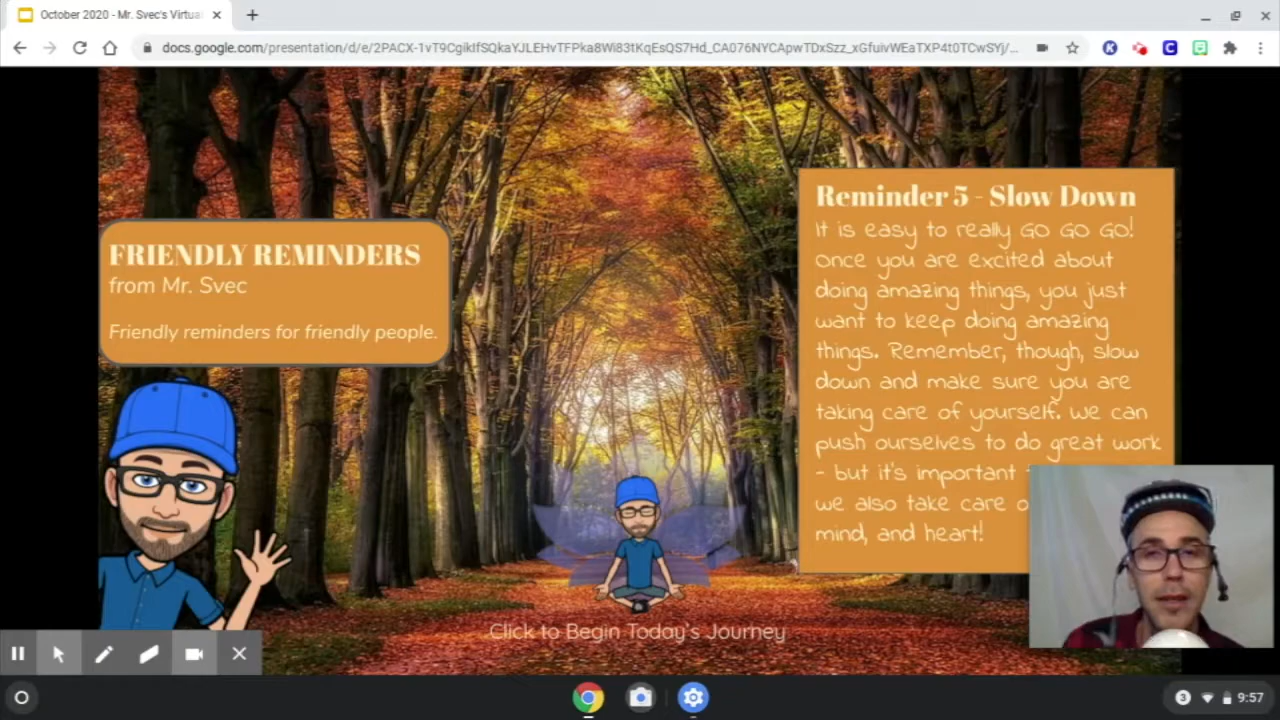 October 2020 - Mr. Svec's Virtua
docs.google.com/presentation/d/e/2PACX-1vT9CgikIfSQkaYJLEHvTFPka8Wi83tKqEsQS7Hd_CA076NYCApwTDxSzz_xGfuivWEaTXP4t0TCwSYj/...
FRIENDLY REMINDERS
from Mr. Svec
Friendly reminders for friendly people.
Reminder 5 - Slow Down
It is easy to really GO GO GO!
Once you are excited about
doing amazing things, you just
want to keep doing amazing
things. Remember, though, slow
down and make sure you are
taking care of yourself. We can
push ourselves to do great work
- but it's important
we also take care
mind, and heart!
Click to Begin Today's Journey
3 9:57